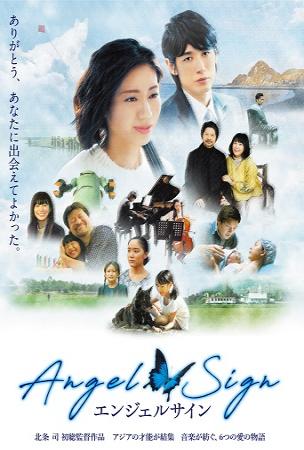 ありがとう、あなたに出会えてよかった。
Angel Sign
エンジェルサイン
北条 司 初総監督作品　アジアの才能が結集　音楽が紡ぐ、6つの愛の物語